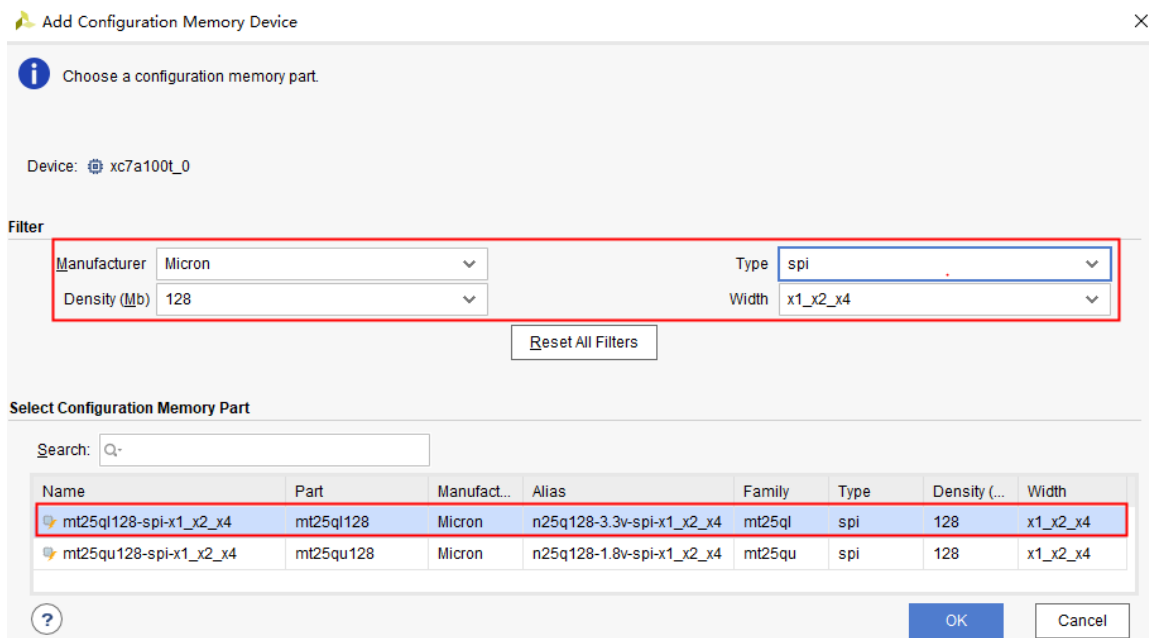 Add Configuration Memory Device
Choose a configuration memory part.
Device: xc7a100t_0
Filter
Manufacturer Micron Type spi
Density (Mb) 128 Width x1_x2_x4
Reset All Filters
Select Configuration Memory Part
Search:
Name Part Manufact... Alias Family Type Density (... Width
mt25ql128-spi-x1_x2_x4 mt25ql128 Micron n25q128-3.3v-spi-x1_x2_x4 mt25ql spi 128 x1_x2_x4
mt25qu128-spi-x1_x2_x4 mt25qu128 Micron n25q128-1.8v-spi-x1_x2_x4 mt25qu spi 128 x1_x2_x4
? OK Cancel